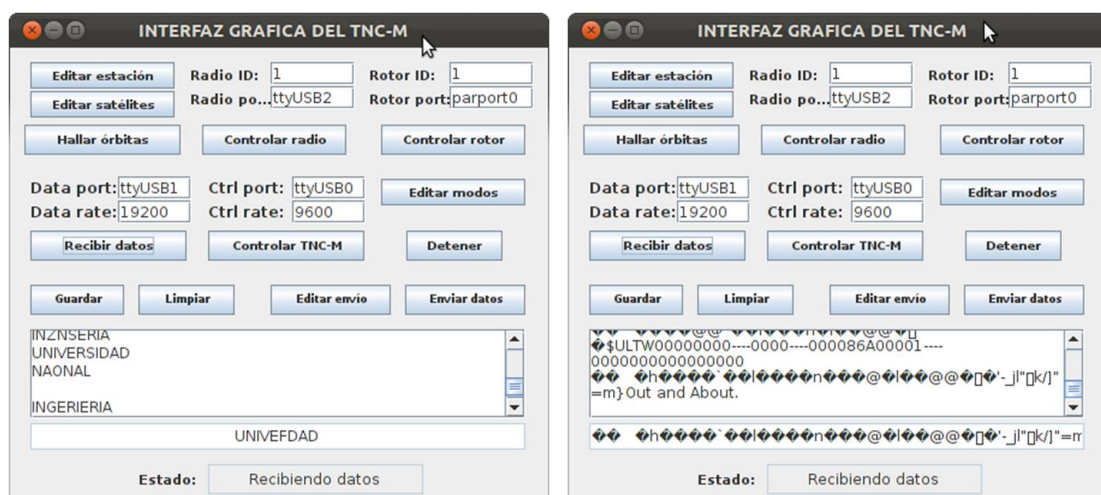 INTERFAZ GRAFICA DEL TNC-M
Editar estación Radio ID: 1 Rotor ID: 1
Editar satélites Radio po... ttyUSB2 Rotor port: parport0
Hallar órbitas Controlar radio Controlar rotor
Data port: ttyUSB1 Ctrl port: ttyUSB0 Editar modos
Data rate: 19200 Ctrl rate: 9600
Recibir datos Controlar TNC-M Detener
Guardar Limpiar Editar envío Enviar datos
INZNSERIA
UNIVERSIDAD
NAONAL
INGERIERIA
UNIVEFDAD
Estado: Recibiendo datos
INTERFAZ GRAFICA DEL TNC-M
Editar estación Radio ID: 1 Rotor ID: 1
Editar satélites Radio po... ttyUSB2 Rotor port: parport0
Hallar órbitas Controlar radio Controlar rotor
Data port: ttyUSB1 Ctrl port: ttyUSB0 Editar modos
Data rate: 19200 Ctrl rate: 9600
Recibir datos Controlar TNC-M Detener
Guardar Limpiar Editar envío Enviar datos
$ULTW00000000----0000----000086A00001----
0000000000000000
=m}Out and About.
Estado: Recibiendo datos